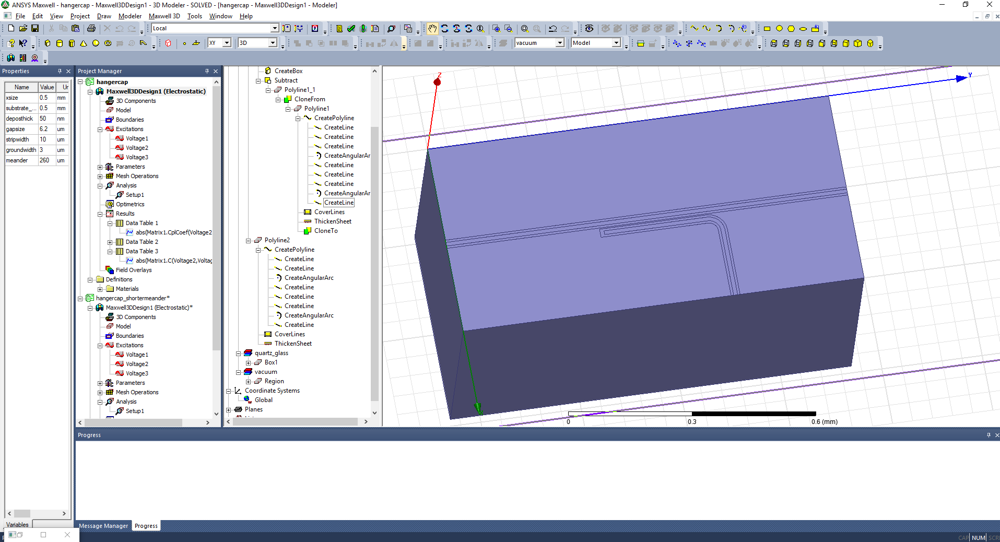 ANSYS Maxwell - hangercap - Maxwell3DDesign1 - 3D Modeler - SOLVED - [hangercap - Maxwell3DDesign1 - Modeler]
File Edit View Project Draw Modeler Maxwell 3D Tools Window Help
Local
XY 3D vacuum Model
Properties
Name Value Ur
xsize 0.5 mm
substrate_... 0.5 mm
deposthick 50 nm
gapsize 6.2 um
stripwidth 10 um
groundwidth 3 um
meander 260 um
Variables
Project Manager
hangercap
Maxwell3DDesign1 (Electrostatic)
3D Components
Model
Boundaries
Excitations
Voltage1
Voltage2
Voltage3
Parameters
Mesh Operations
Analysis
Setup1
Optimetrics
Results
Data Table 1
abs(Matrix1.CplCoef(Voltage2
Data Table 2
Data Table 3
abs(Matrix1.C(Voltage2,Voltag
Field Overlays
Definitions
Materials
hangercap_shortermeander*
Maxwell3DDesign1 (Electrostatic)*
3D Components
Model
Boundaries
Excitations
Voltage1
Voltage2
Voltage3
Parameters
Mesh Operations
Analysis
Setup1
CreateBox
Subtract
Polyline1_1
CloneFrom
Polyline1
CreatePolyline
CreateLine
CreateLine
CreateLine
CreateAngularAr
CreateLine
CreateLine
CreateLine
CreateAngularAr
CreateLine
CoverLines
ThickenSheet
CloneTo
Polyline2
CreatePolyline
CreateLine
CreateLine
CreateAngularArc
CreateLine
CreateLine
CreateLine
CreateAngularArc
CreateLine
CoverLines
ThickenSheet
quartz_glass
Box1
vacuum
Region
Coordinate Systems
Global
Planes
Z
Y
0 0.3 0.6 (mm)
Progress
Message Manager Progress
CAP NUM SCR